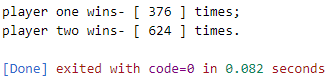 player one wins- [ 376 ] times;
player two wins- [ 624 ] times.
[Done] exited with code=0 in 0.082 seconds